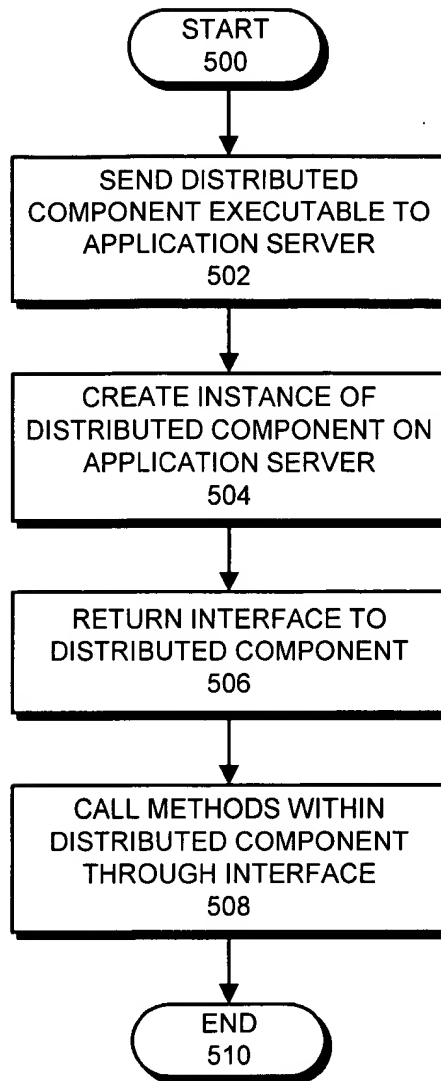 START
500
SEND DISTRIBUTED
COMPONENT EXECUTABLE TO
APPLICATION SERVER
502
CREATE INSTANCE OF
DISTRIBUTED COMPONENT ON
APPLICATION SERVER
504
RETURN INTERFACE TO
DISTRIBUTED COMPONENT
506
CALL METHODS WITHIN
DISTRIBUTED COMPONENT
THROUGH INTERFACE
508
END
510